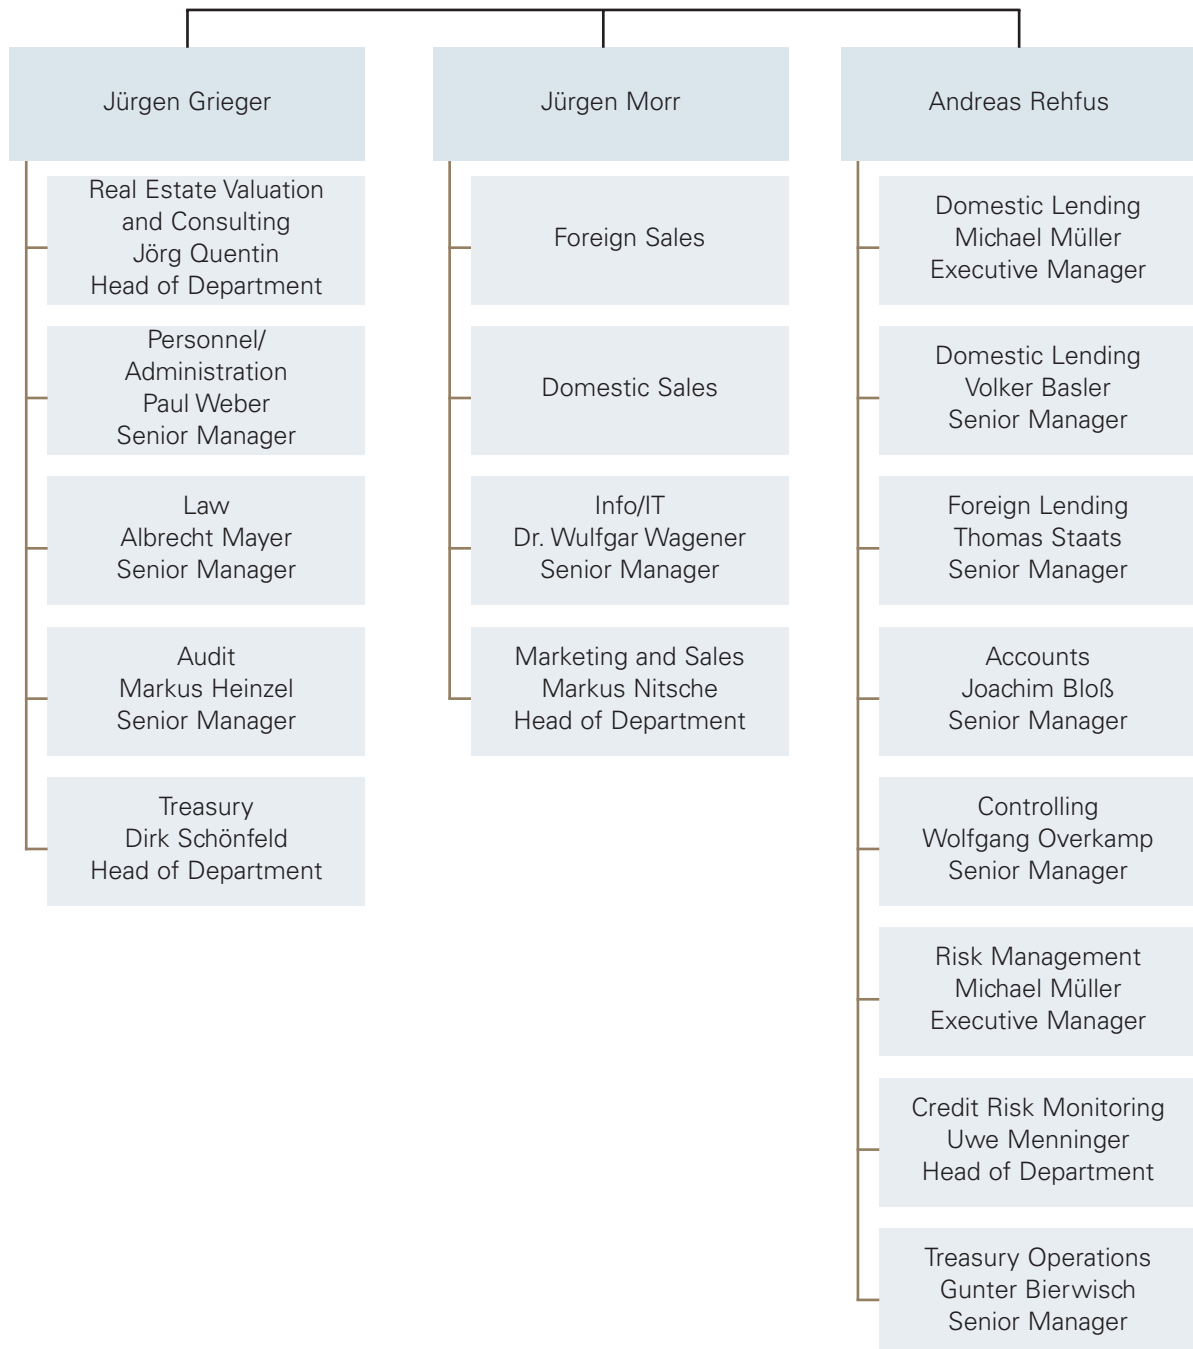 Jürgen Grieger
Real Estate Valuation
and Consulting
Jörg Quentin
Head of Department
Personnel/
Administration
Paul Weber
Senior Manager
Law
Albrecht Mayer
Senior Manager
Audit
Markus Heinzel
Senior Manager
Treasury
Dirk Schönfeld
Head of Department
Jürgen Morr
Foreign Sales
Domestic Sales
Info/IT
Dr. Wulfgar Wagener
Senior Manager
Marketing and Sales
Markus Nitsche
Head of Department
Andreas Rehfus
Domestic Lending
Michael Müller
Executive Manager
Domestic Lending
Volker Basler
Senior Manager
Foreign Lending
Thomas Staats
Senior Manager
Accounts
Joachim Bloß
Senior Manager
Controlling
Wolfgang Overkamp
Senior Manager
Risk Management
Michael Müller
Executive Manager
Credit Risk Monitoring
Uwe Menninger
Head of Department
Treasury Operations
Gunter Bierwisch
Senior Manager